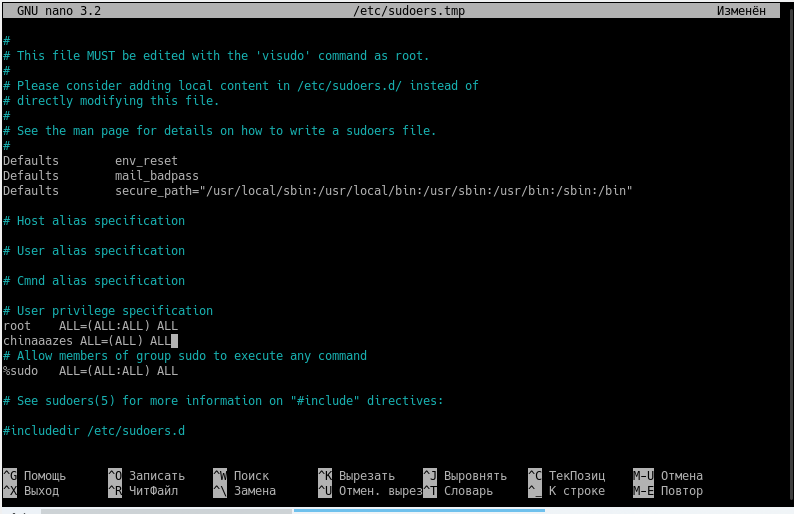 GNU nano 3.2 /etc/sudoers.tmp Изменён
#
# This file MUST be edited with the 'visudo' command as root.
#
# Please consider adding local content in /etc/sudoers.d/ instead of
# directly modifying this file.
#
# See the man page for details on how to write a sudoers file.
#
Defaults env_reset
Defaults mail_badpass
Defaults secure_path="/usr/local/sbin:/usr/local/bin:/usr/sbin:/usr/bin:/sbin:/bin"
# Host alias specification
# User alias specification
# Cmnd alias specification
# User privilege specification
root ALL=(ALL:ALL) ALL
chinaaazes ALL=(ALL) ALL
# Allow members of group sudo to execute any command
%sudo ALL=(ALL:ALL) ALL
# See sudoers(5) for more information on "#include" directives:
#includedir /etc/sudoers.d
^G Помощь ^O Записать ^W Поиск ^K Вырезать ^J Выровнять ^C ТекПозиц M-U Отмена
^X Выход ^R ЧитФайл ^\ Замена ^U Отмен. вырез ^T Словарь ^_ К строке M-E Повтор